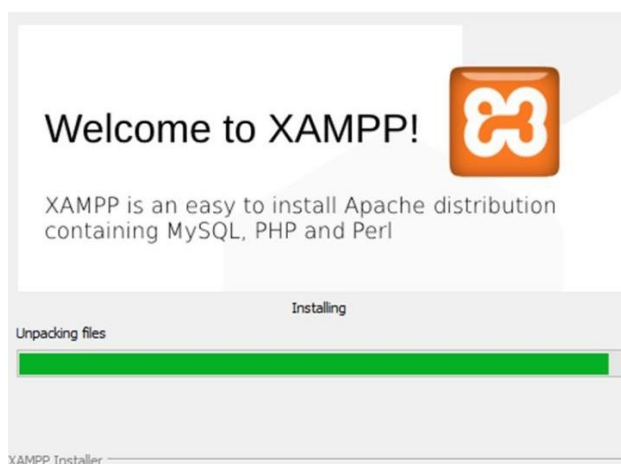 Welcome to XAMPP!
XAMPP is an easy to install Apache distribution
containing MySQL, PHP and Perl
Installing
Unpacking files
XAMPP Installer